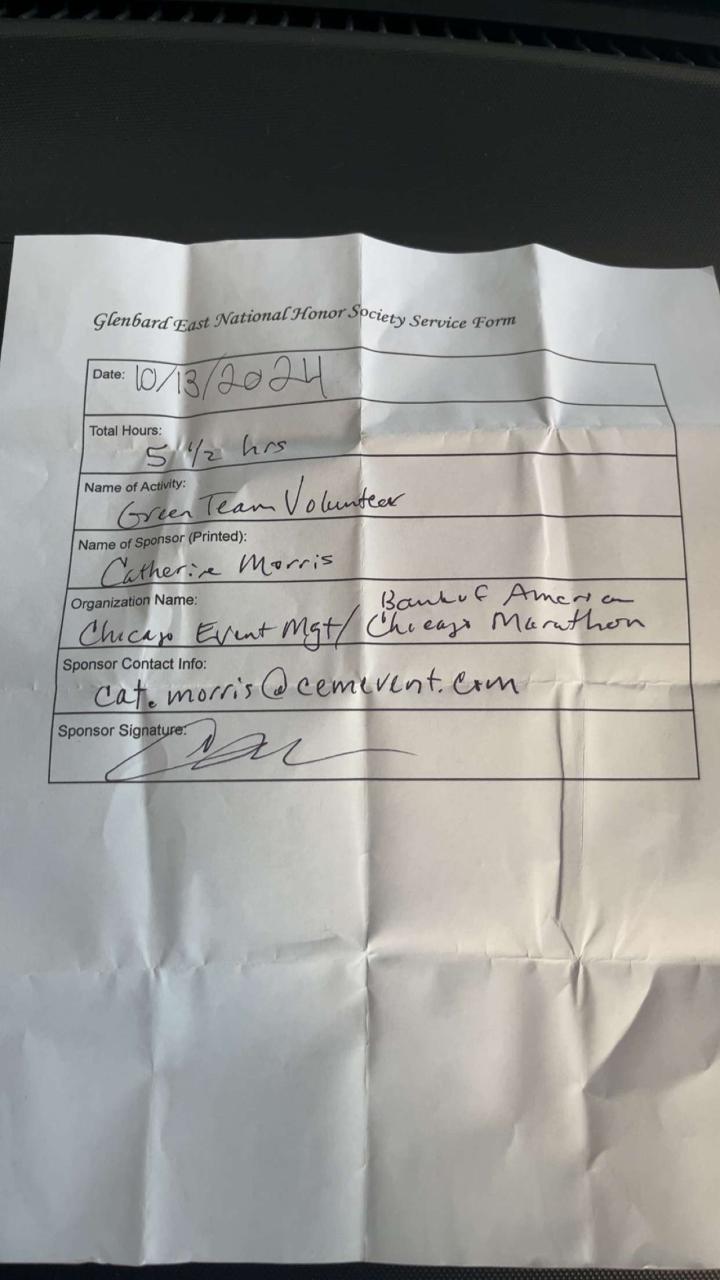 Glenbard East National Honor Society Service Form
Date: 10/13/2024
Total Hours:
5 1/2 hrs
Name of Activity:
Green Team Volunteer
Name of Sponsor (Printed):
Catherine Morris
Organization Name:
Chicago Event Mgt/ Bank of America
Chicago Marathon
Sponsor Contact Info:
cat.morris@cemevent.com
Sponsor Signature: